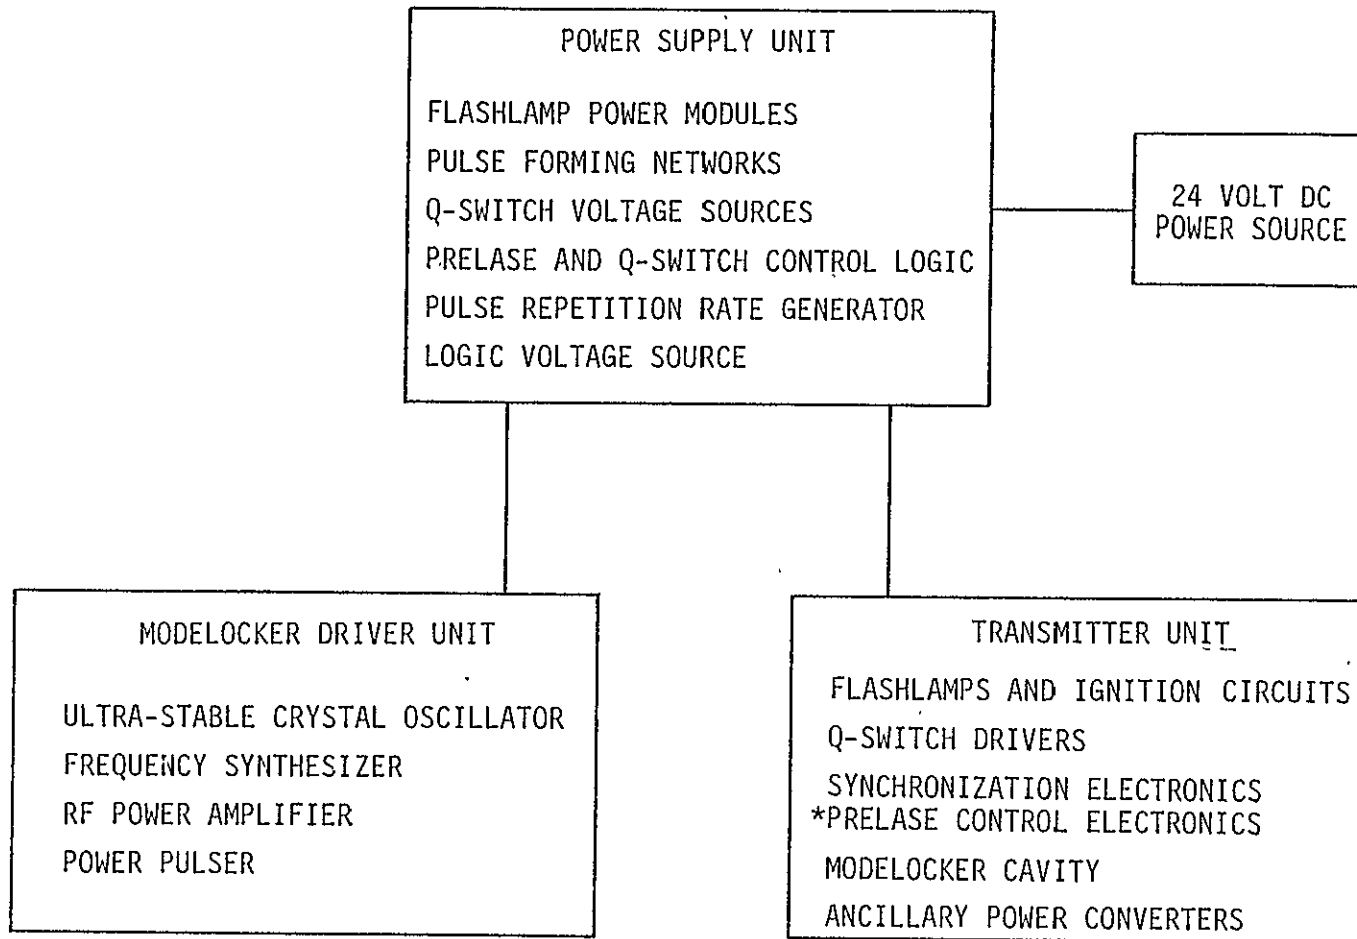 POWER SUPPLY UNIT
FLASHLAMP POWER MODULES
PULSE FORMING NETWORKS
Q-SWITCH VOLTAGE SOURCES
PRELASE AND Q-SWITCH CONTROL LOGIC
PULSE REPETITION RATE GENERATOR
LOGIC VOLTAGE SOURCE
24 VOLT DC
POWER SOURCE
MODELOCKER DRIVER UNIT
ULTRA-STABLE CRYSTAL OSCILLATOR
FREQUENCY SYNTHESIZER
RF POWER AMPLIFIER
POWER PULSER
TRANSMITTER UNIT
FLASHLAMPS AND IGNITION CIRCUITS
Q-SWITCH DRIVERS
SYNCHRONIZATION ELECTRONICS
*PRELASE CONTROL ELECTRONICS
MODELOCKER CAVITY
ANCILLARY POWER CONVERTERS